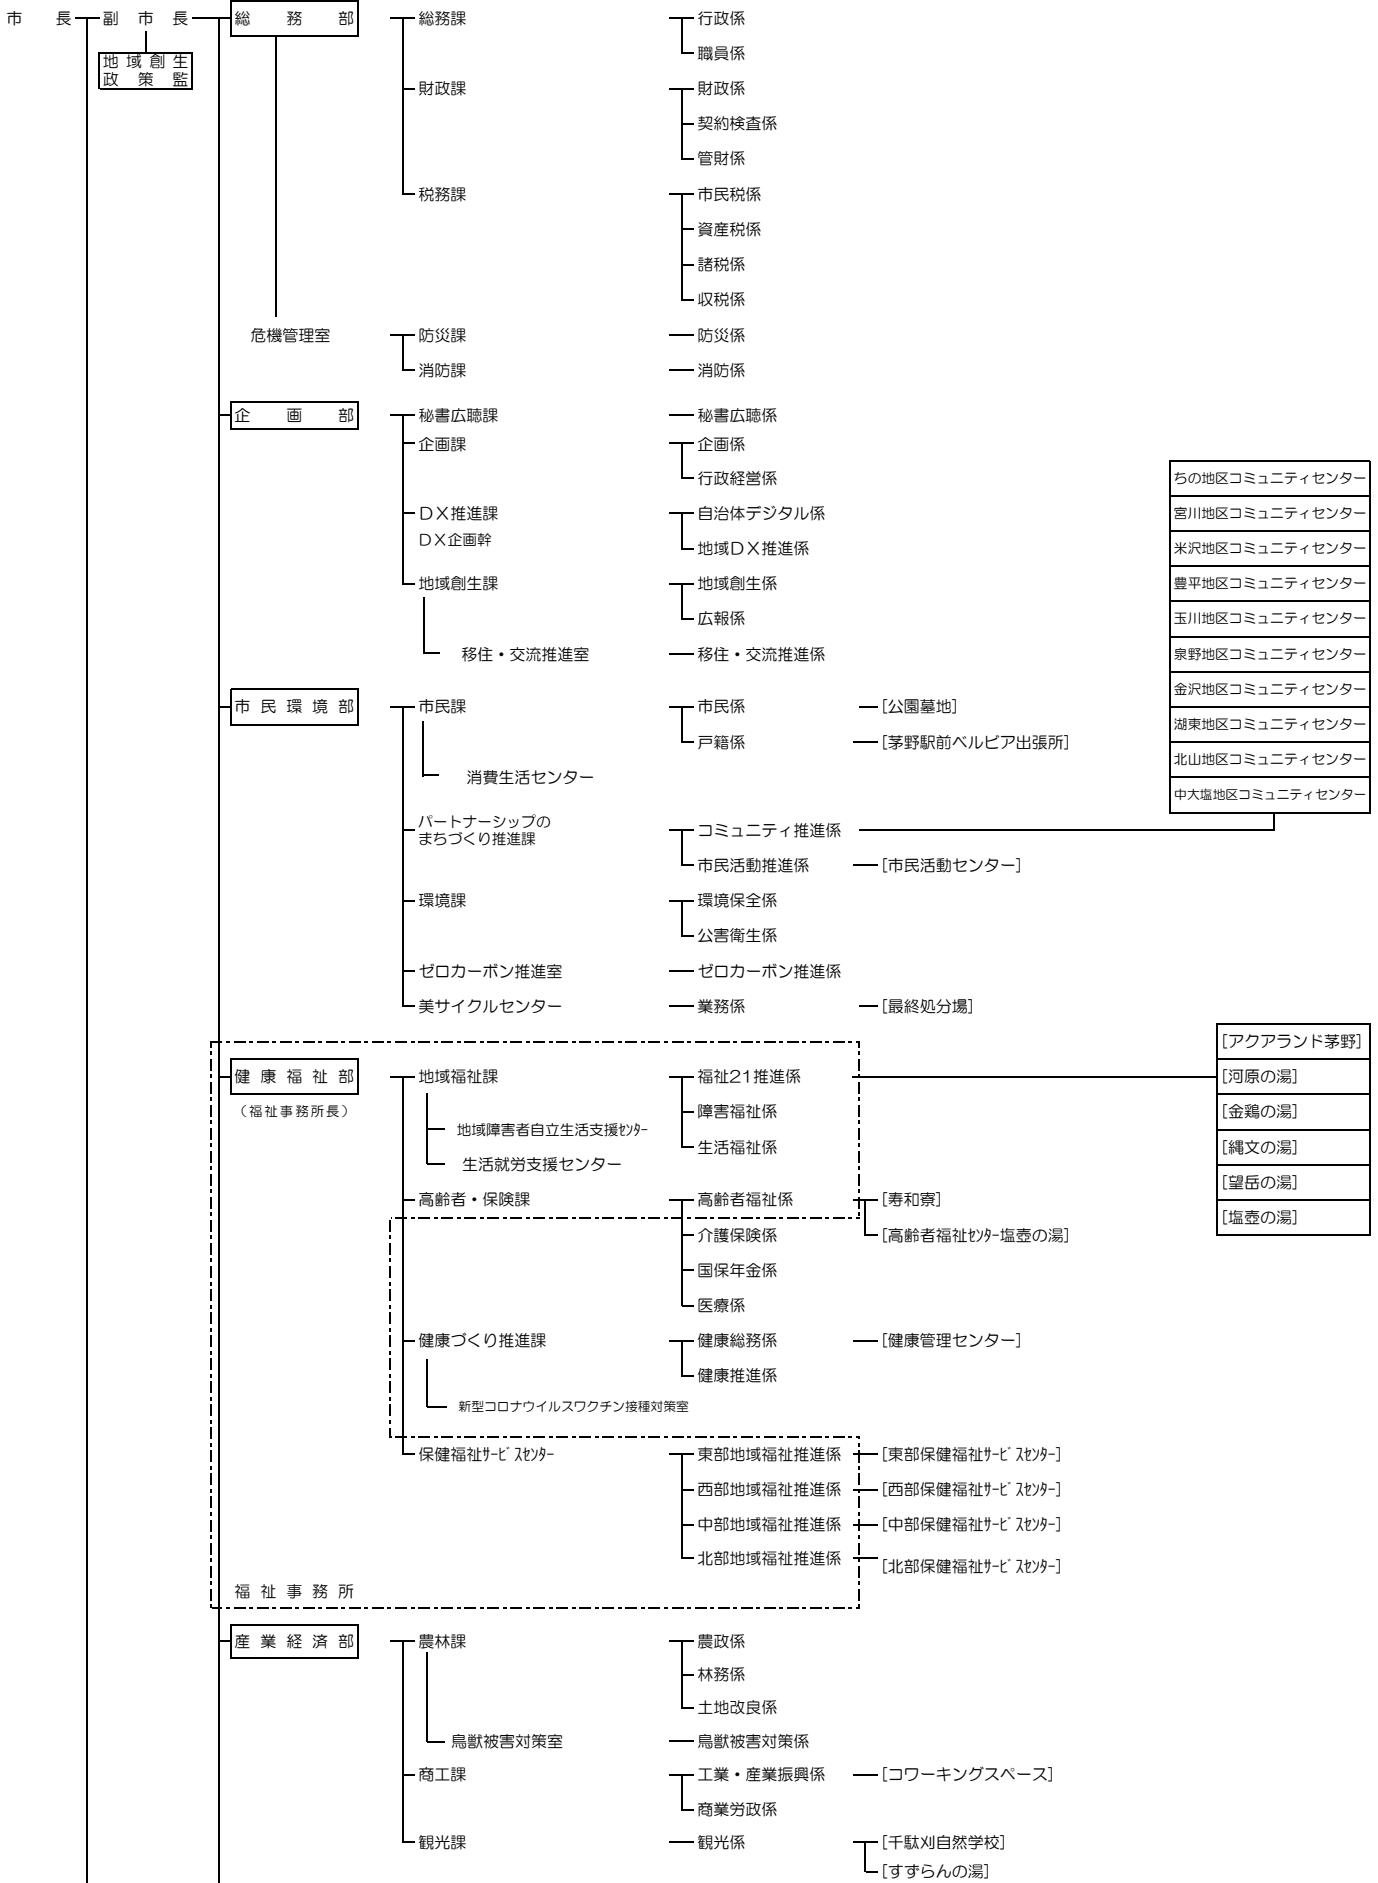 市長 副市長 総務部 総務課 行政係
職員係
地域創生
政策監
財政課 財政係
契約検査係
管財係
税務課 市民税係
資産税係
諸税係
収税係
危機管理室 防災課 防災係
消防課 消防係
企画部 秘書広聴課 秘書広聴係
企画課 企画係
行政経営係
ＤＸ推進課 自治体デジタル係
ＤＸ企画幹
地域ＤＸ推進係
地域創生課 地域創生係
広報係
移住・交流推進室 移住・交流推進係
ちの地区コミュニティセンター
宮川地区コミュニティセンター
米沢地区コミュニティセンター
豊平地区コミュニティセンター
玉川地区コミュニティセンター
泉野地区コミュニティセンター
金沢地区コミュニティセンター
湖東地区コミュニティセンター
北山地区コミュニティセンター
中大塩地区コミュニティセンター
市民環境部 市民課 市民係 [公園墓地]
戸籍係 [茅野駅前ベルビア出張所]
消費生活センター
パートナーシップの
まちづくり推進課
コミュニティ推進係
市民活動推進係 [市民活動センター]
環境課 環境保全係
公害衛生係
ゼロカーボン推進室 ゼロカーボン推進係
美サイクルセンター 業務係 [最終処分場]
健康福祉部 地域福祉課 福祉21推進係
（福祉事務所長） 障害福祉係
地域障害者自立生活支援ｾﾝﾀｰ
生活福祉係
生活就労支援センター
[アクアランド茅野]
[河原の湯]
[金鶏の湯]
[縄文の湯]
[望岳の湯]
[塩壺の湯]
高齢者・保険課 高齢者福祉係 [寿和寮]
介護保険係 [高齢者福祉ｾﾝﾀｰ塩壺の湯]
国保年金係
医療係
健康づくり推進課 健康総務係 [健康管理センター]
健康推進係
新型コロナウイルスワクチン接種対策室
保健福祉ｻｰﾋﾞｽｾﾝﾀｰ 東部地域福祉推進係 [東部保健福祉ｻｰﾋﾞｽｾﾝﾀｰ]
西部地域福祉推進係 [西部保健福祉ｻｰﾋﾞｽｾﾝﾀｰ]
中部地域福祉推進係 [中部保健福祉ｻｰﾋﾞｽｾﾝﾀｰ]
北部地域福祉推進係 [北部保健福祉ｻｰﾋﾞｽｾﾝﾀｰ]
福祉事務所
産業経済部 農林課 農政係
林務係
土地改良係
鳥獣被害対策室 鳥獣被害対策係
商工課 工業・産業振興係 [コワーキングスペース]
商業労政係
観光課 観光係 [千駄刈自然学校]
[すずらんの湯]